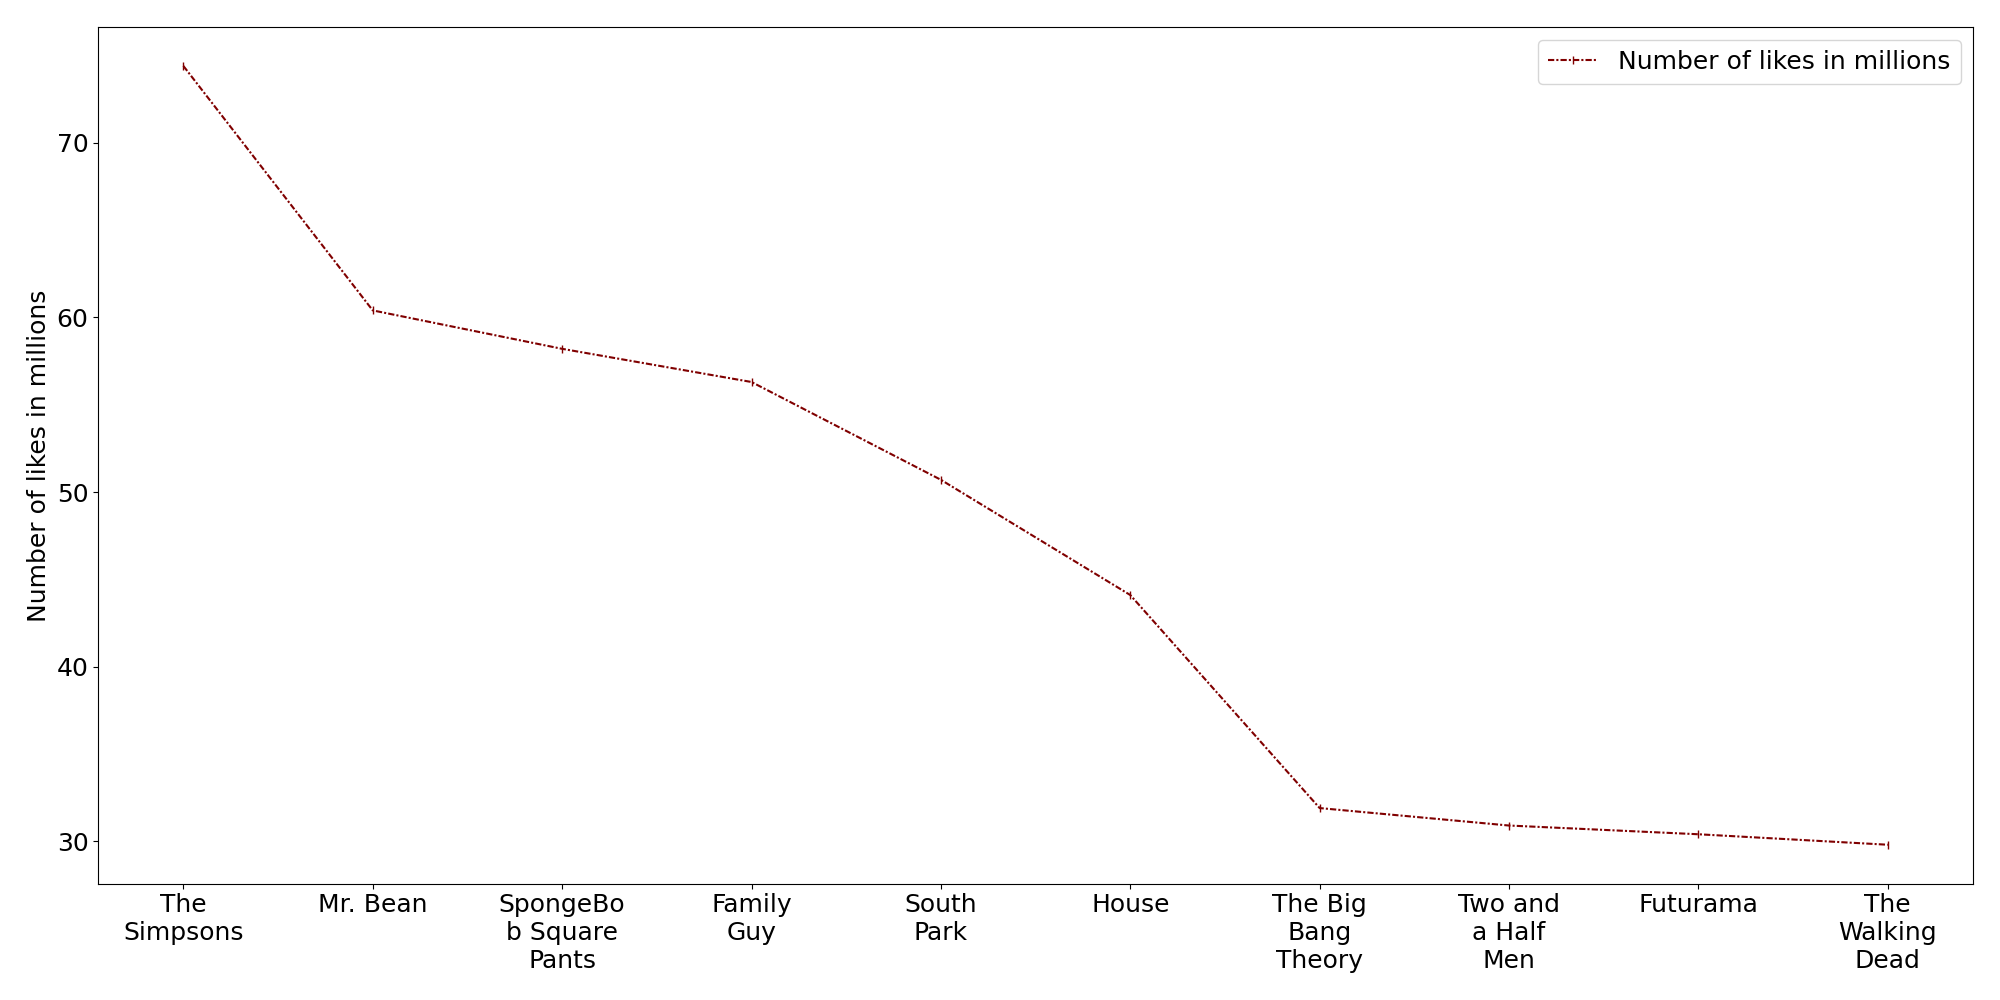 Number of likes in millions
Number of likes in millions
70
60
50
40
30
The
Simpsons
Mr. Bean
SpongeBo
b Square
Pants
Family
Guy
South
Park
House
The Big
Bang
Theory
Two and
a Half
Men
Futurama
The
Walking
Dead